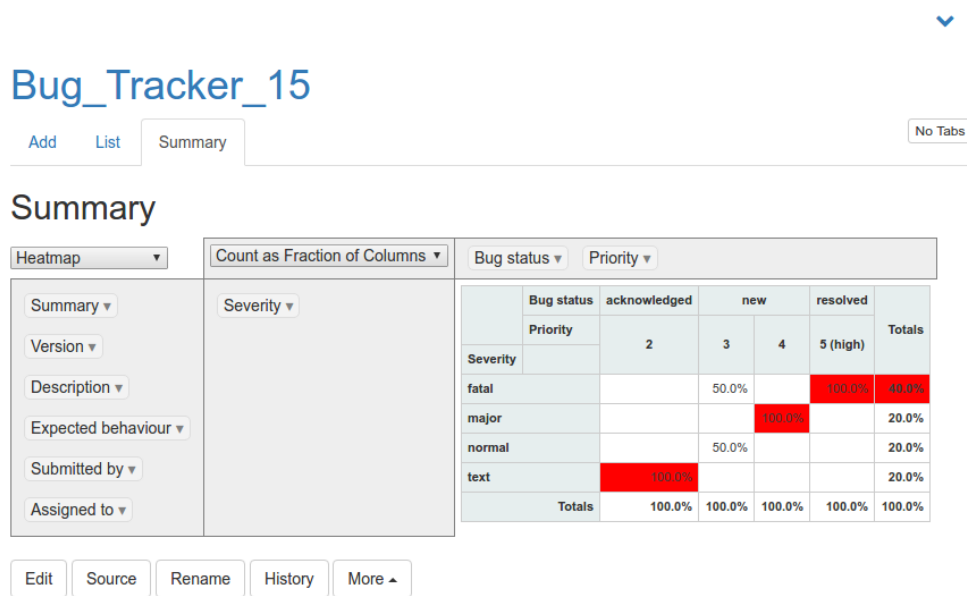 Bug_Tracker_15
Add List Summary No Tabs
Summary
Heatmap ▾ Count as Fraction of Columns ▾ Bug status ▾ Priority ▾
Summary ▾
Version ▾
Description ▾
Expected behaviour ▾
Submitted by ▾
Assigned to ▾
Severity ▾
Bug status acknowledged new resolved Totals
Priority 2 3 4 5 (high)
Severity
fatal 50.0% 100.0% 40.0%
major 100.0% 20.0%
normal 50.0% 20.0%
text 100.0% 20.0%
Totals 100.0% 100.0% 100.0% 100.0% 100.0%
Edit Source Rename History More